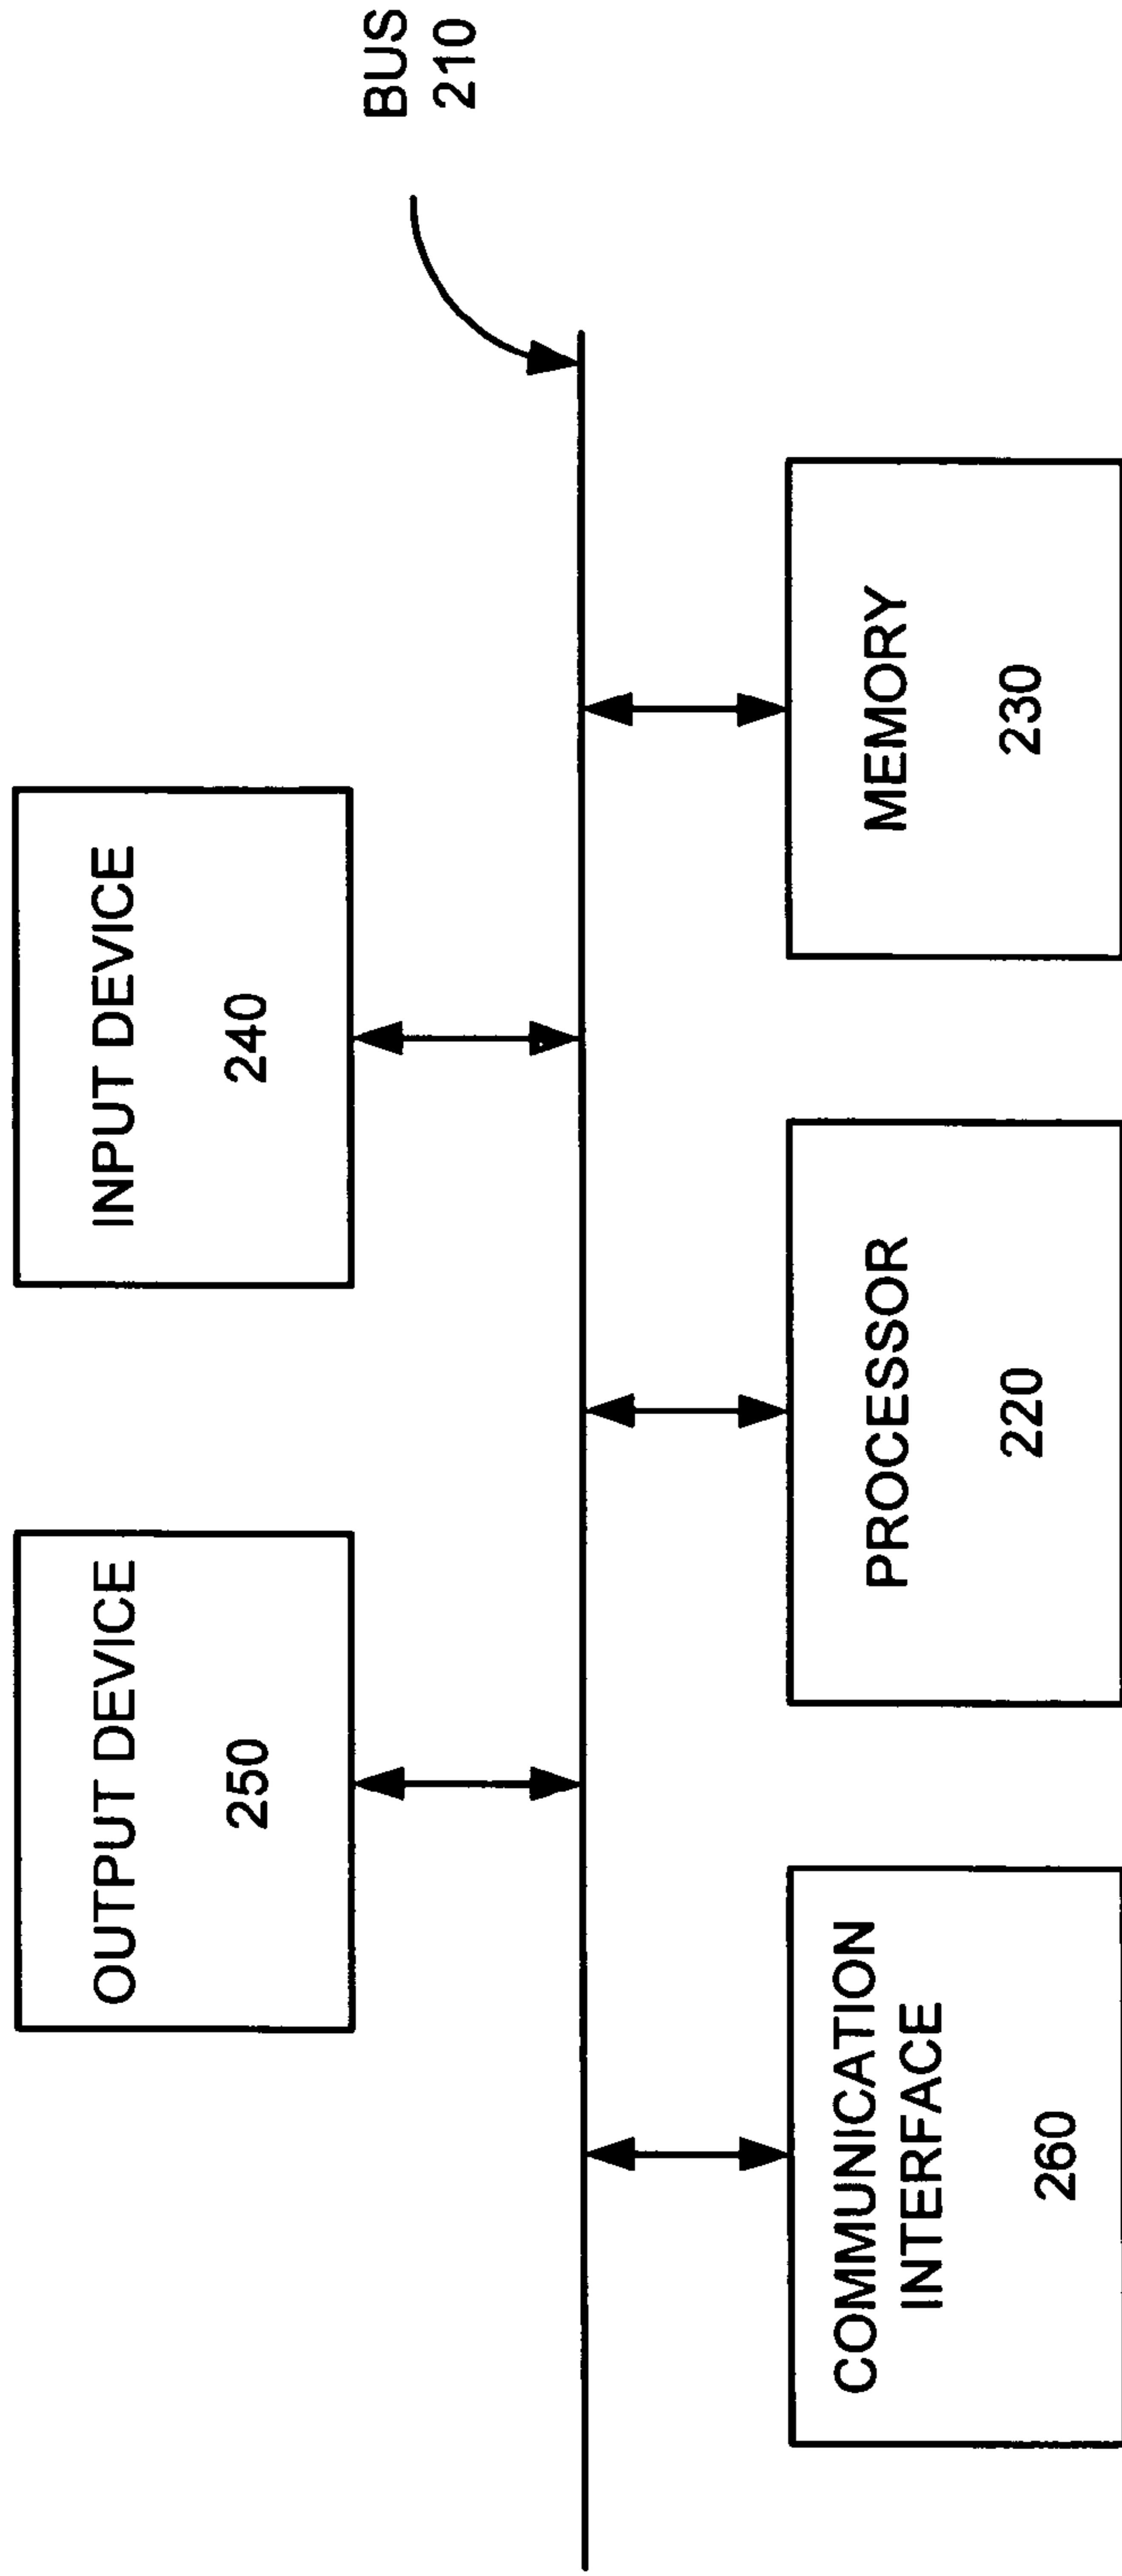 BUS
210
OUTPUT DEVICE
250
INPUT DEVICE
240
COMMUNICATION
INTERFACE
260
PROCESSOR
220
MEMORY
230